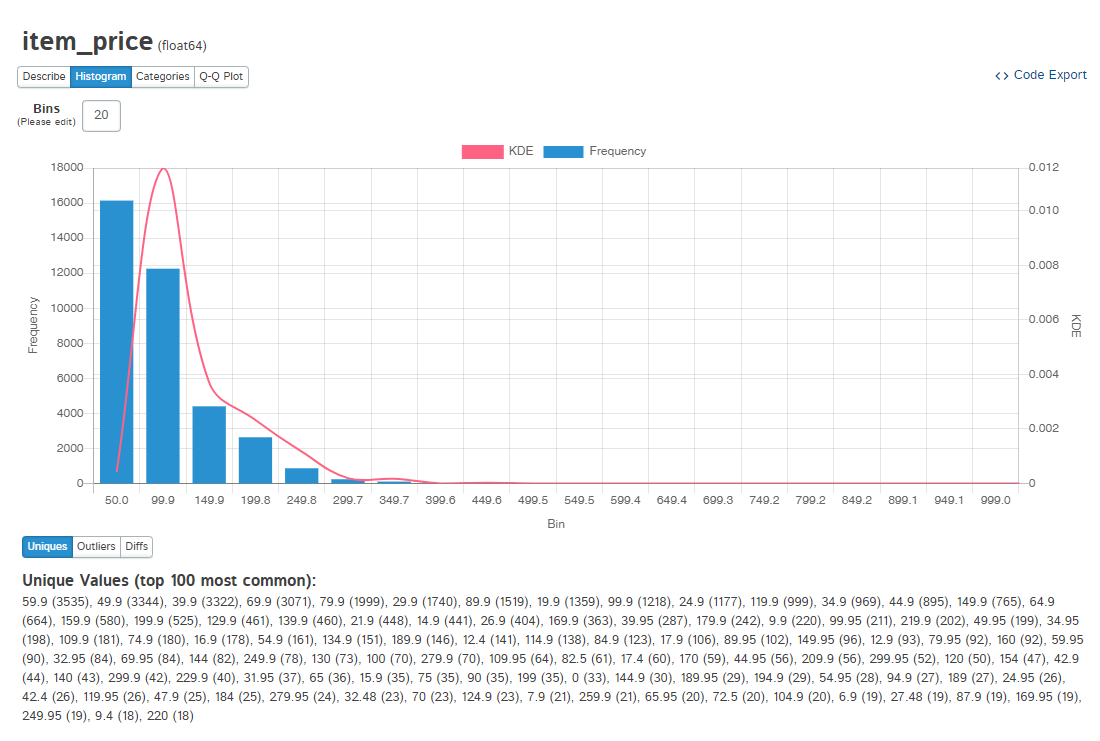 item_price (float64)
Describe Histogram Categories Q-Q Plot
<> Code Export
Bins
(Please edit)
20
KDE Frequency
18000
16000
14000
12000
10000
8000
6000
4000
2000
0
Frequency
0.012
0.010
0.008
0.006
0.004
0.002
0
KDE
50.0 99.9 149.9 199.8 249.8 299.7 349.7 399.6 449.6 499.5 549.5 599.4 649.4 699.3 749.2 799.2 849.2 899.1 949.1 999.0
Bin
Uniques Outliers Diffs
Unique Values (top 100 most common):
59.9 (3535), 49.9 (3344), 39.9 (3322), 69.9 (3071), 79.9 (1999), 29.9 (1740), 89.9 (1519), 19.9 (1359), 99.9 (1218), 24.9 (1177), 119.9 (999), 34.9 (969), 44.9 (895), 149.9 (765), 64.9
(664), 159.9 (580), 199.9 (525), 129.9 (461), 139.9 (460), 21.9 (448), 14.9 (441), 26.9 (404), 169.9 (363), 39.95 (287), 179.9 (242), 9.9 (220), 99.95 (211), 219.9 (202), 49.95 (199), 34.95
(198), 109.9 (181), 74.9 (180), 16.9 (178), 54.9 (161), 134.9 (151), 189.9 (146), 12.4 (141), 114.9 (138), 84.9 (123), 17.9 (106), 89.95 (102), 149.95 (96), 12.9 (93), 79.95 (92), 160 (92), 59.95
(90), 32.95 (84), 69.95 (84), 144 (82), 249.9 (78), 130 (73), 100 (70), 279.9 (70), 109.95 (64), 82.5 (61), 17.4 (60), 170 (59), 44.95 (56), 209.9 (56), 299.95 (52), 120 (50), 154 (47), 42.9
(44), 140 (43), 299.9 (42), 229.9 (40), 31.95 (37), 65 (36), 15.9 (35), 75 (35), 90 (35), 199 (35), 0 (33), 144.9 (30), 189.95 (29), 194.9 (29), 54.95 (28), 94.9 (27), 189 (27), 24.95 (26),
42.4 (26), 119.95 (26), 47.9 (25), 184 (25), 279.95 (24), 32.48 (23), 70 (23), 124.9 (23), 7.9 (21), 259.9 (21), 65.95 (20), 72.5 (20), 104.9 (20), 6.9 (19), 27.48 (19), 87.9 (19), 169.95 (19),
249.95 (19), 9.4 (18), 220 (18)